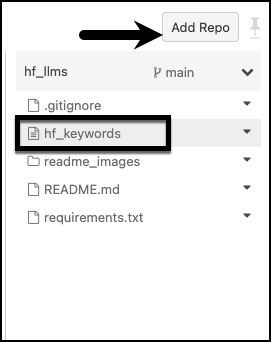 Add Repo
hf_llms main
.gitignore
hf_keywords
readme_images
README.md
requirements.txt